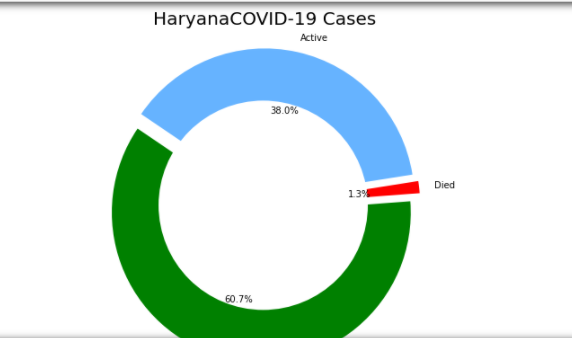 HaryanaCOVID-19 Cases
Active
38.0%
1.3%
Died
60.7%